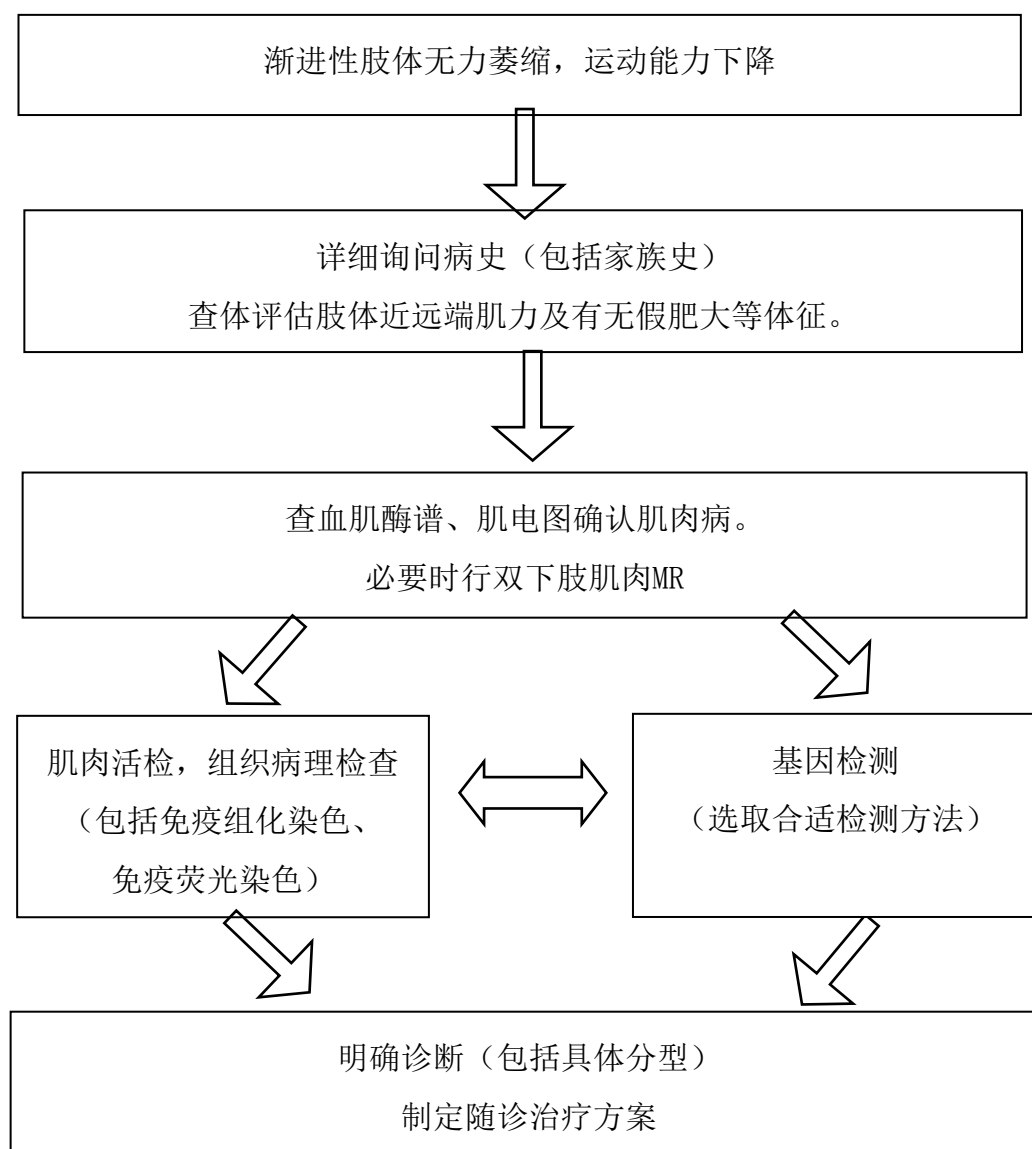 渐进性肢体无力萎缩，运动能力下降
详细询问病史（包括家族史）
查体评估肢体近远端肌力及有无假肥大等体征。
查血肌酶谱、肌电图确认肌肉病。
必要时行双下肢肌肉MR
肌肉活检，组织病理检查
（包括免疫组化染色、
免疫荧光染色）
基因检测
（选取合适检测方法）
明确诊断（包括具体分型）
制定随诊治疗方案